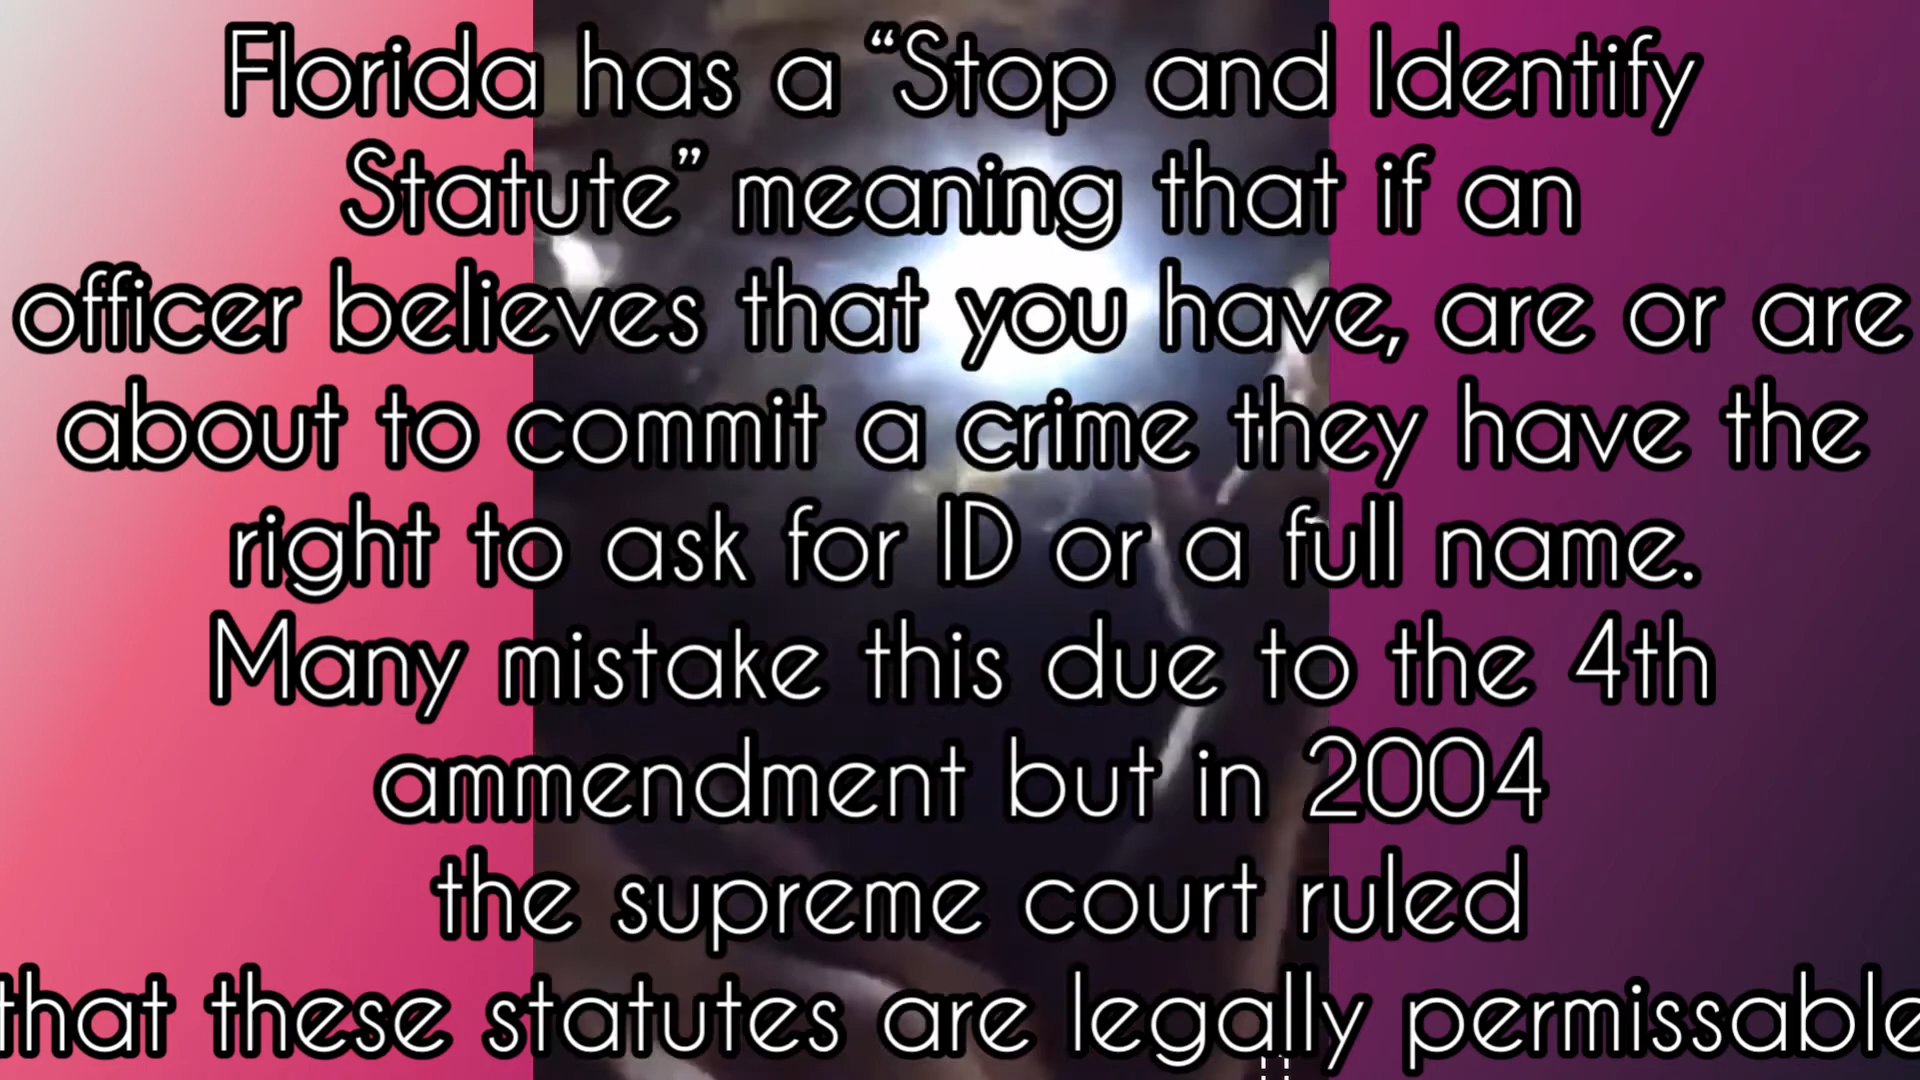 Florida has a “Stop and Identify
Statute” meaning that if an
officer believes that you have, are or are
about to commit a crime they have the
right to ask for ID or a full name.
Many mistake this due to the 4th
ammendment but in 2004
the supreme court ruled
that these statutes are legally permissable